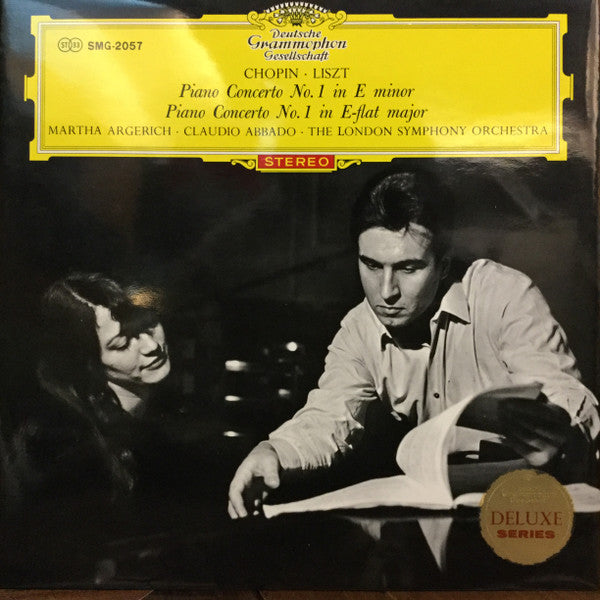 STEREO SMG-2057
Deutsche
Grammophon
Gesellschaft
CHOPIN · LISZT
Piano Concerto No. 1 in E minor
Piano Concerto No. 1 in E-flat major
MARTHA ARGERICH · CLAUDIO ABBADO · THE LONDON SYMPHONY ORCHESTRA
STEREO
DELUXE
SERIES